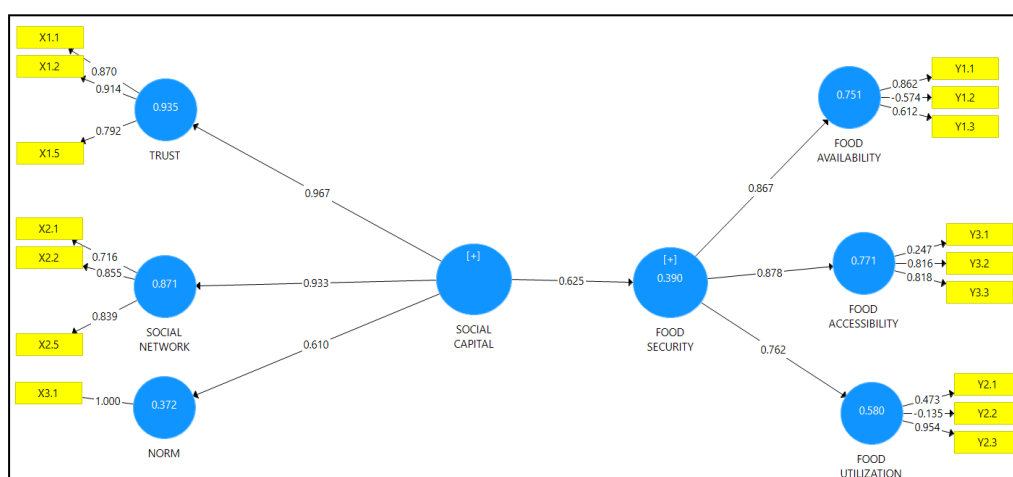 X1.1
X1.2
X1.5
0.870
0.914
0.792
0.935
TRUST
0.967
X2.1
X2.2
X2.5
0.716
0.855
0.839
0.871
SOCIAL
NETWORK
0.933
X3.1
1.000
0.372
NORM
0.610
[+]
SOCIAL
CAPITAL
0.625
[+]
0.390
FOOD
SECURITY
0.867
0.878
0.762
0.751
FOOD
AVAILABILITY
0.862
-0.574
0.612
Y1.1
Y1.2
Y1.3
0.771
FOOD
ACCESSIBILITY
0.247
0.816
0.818
Y3.1
Y3.2
Y3.3
0.580
FOOD
UTILIZATION
0.473
-0.135
0.954
Y2.1
Y2.2
Y2.3